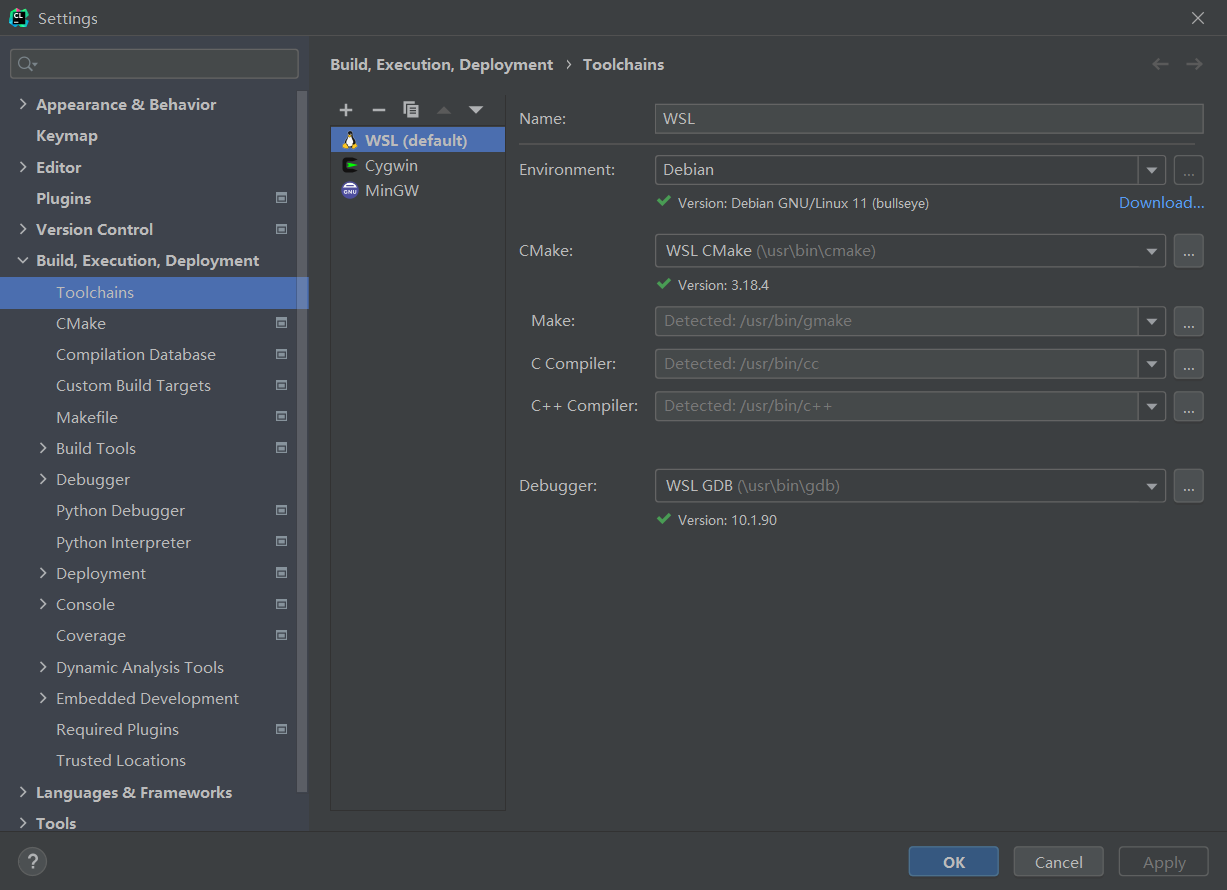 Settings
Appearance & Behavior
Keymap
Editor
Plugins
Version Control
Build, Execution, Deployment
Toolchains
CMake
Compilation Database
Custom Build Targets
Makefile
Build Tools
Debugger
Python Debugger
Python Interpreter
Deployment
Console
Coverage
Dynamic Analysis Tools
Embedded Development
Required Plugins
Trusted Locations
Languages & Frameworks
Tools
Build, Execution, Deployment › Toolchains
WSL (default)
Cygwin
MinGW
Name: WSL
Environment: Debian ...
Version: Debian GNU/Linux 11 (bullseye) Download...
CMake: WSL CMake (\usr\bin\cmake) ...
Version: 3.18.4
Make: Detected: /usr/bin/gmake ...
C Compiler: Detected: /usr/bin/cc ...
C++ Compiler: Detected: /usr/bin/c++ ...
Debugger: WSL GDB (\usr\bin\gdb) ...
Version: 10.1.90
? OK Cancel Apply